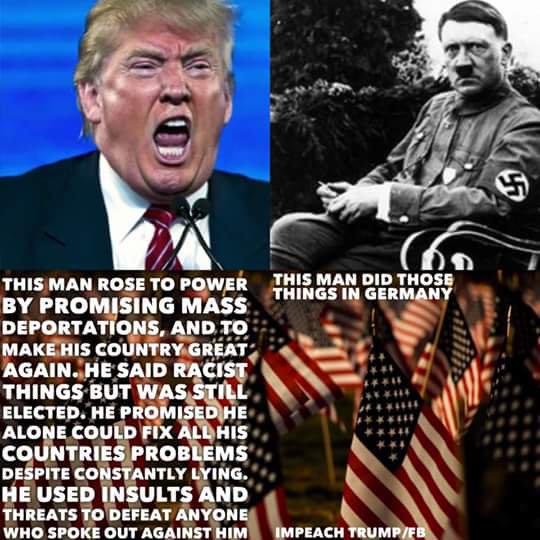 THIS MAN ROSE TO POWER
BY PROMISING MASS
DEPORTATIONS, AND TO
MAKE HIS COUNTRY GREAT
AGAIN. HE SAID RACIST
THINGS BUT WAS STILL
ELECTED. HE PROMISED HE
ALONE COULD FIX ALL HIS
COUNTRIES PROBLEMS
DESPITE CONSTANTLY LYING.
HE USED INSULTS AND
THREATS TO DEFEAT ANYONE
WHO SPOKE OUT AGAINST HIM
THIS MAN DID THOSE
THINGS IN GERMANY
IMPEACH TRUMP/FB